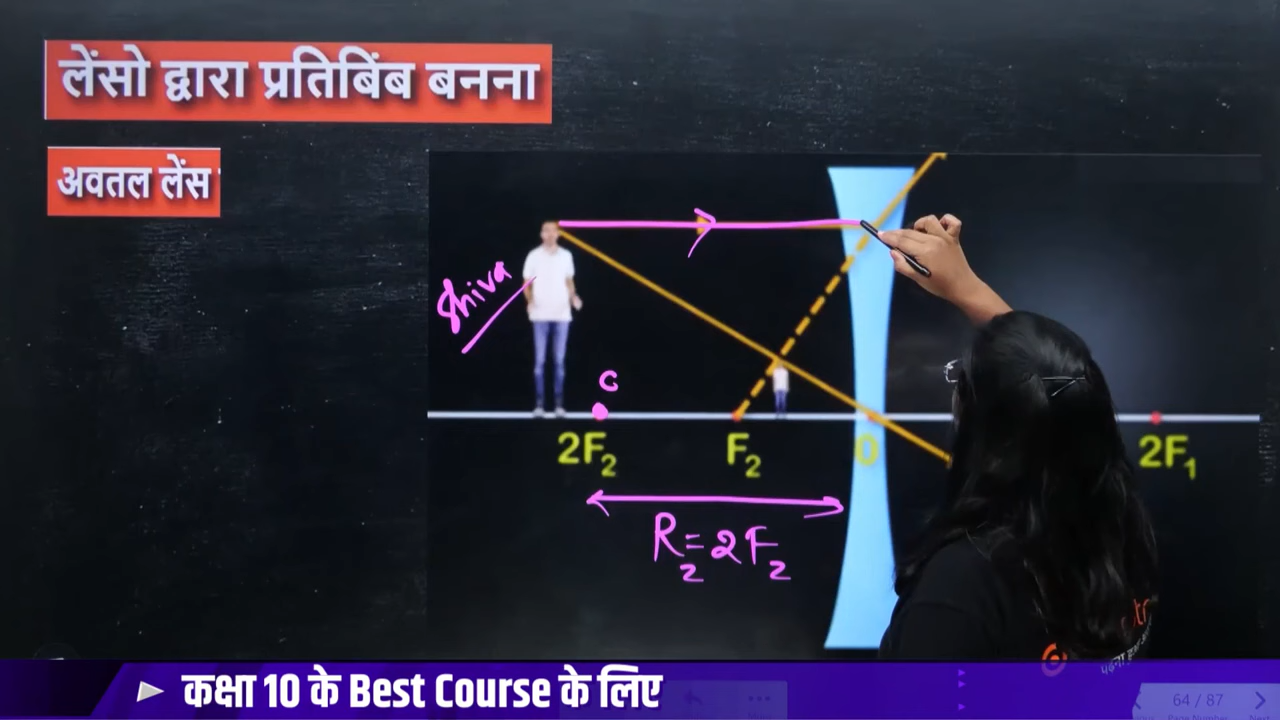 लेंसो द्वारा प्रतिबिंब बनना
अवतल लेंस
Shiva
C
2F2
F2
O
2F1
R2=2F2
कक्षा 10 के Best Course के लिए
64 / 87